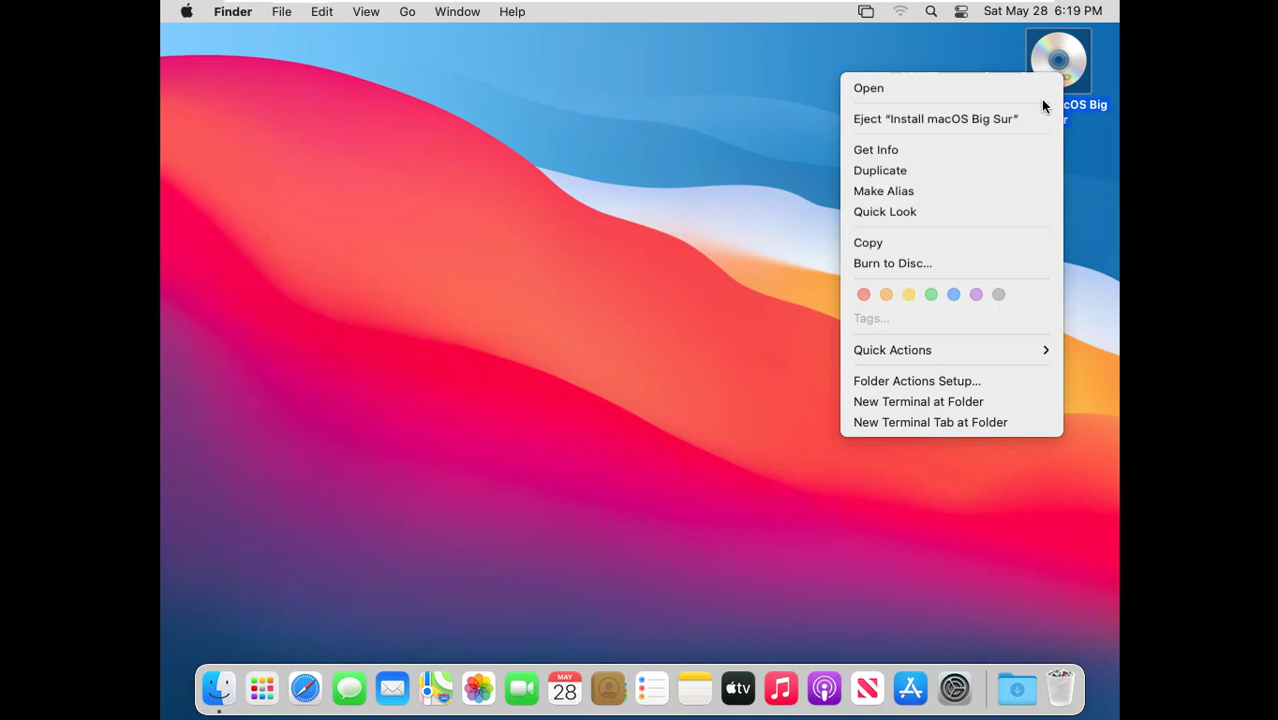 Finder File Edit View Go Window Help Sat May 28 6:19 PM
cOS Big
r
Open
Eject “Install macOS Big Sur”
Get Info
Duplicate
Make Alias
Quick Look
Copy
Burn to Disc...
Tags...
Quick Actions
Folder Actions Setup...
New Terminal at Folder
New Terminal Tab at Folder
MAY
28
tv